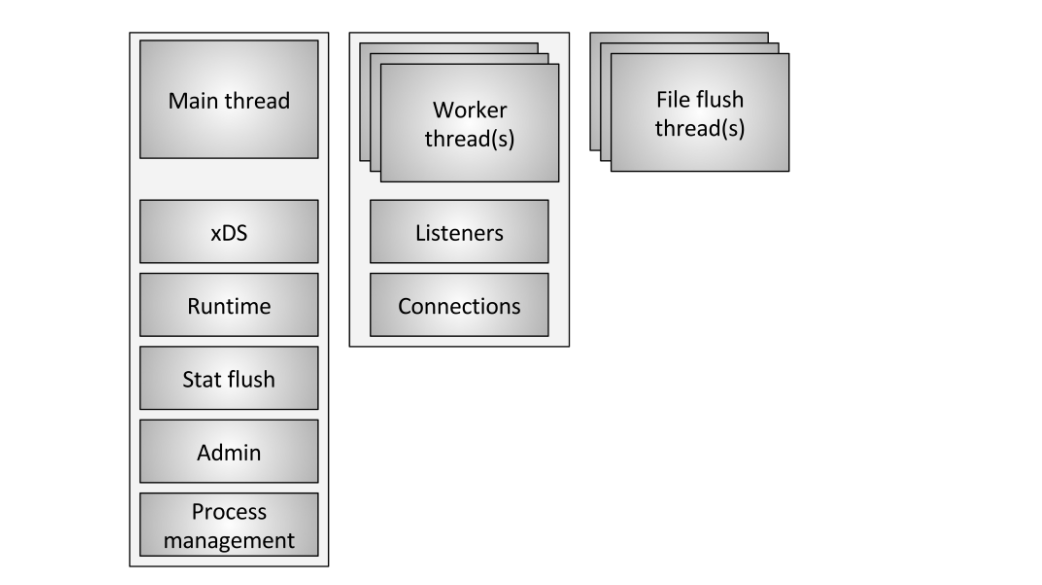 Main thread
xDS
Runtime
Stat flush
Admin
Process
management
Worker
thread(s)
Listeners
Connections
File flush
thread(s)